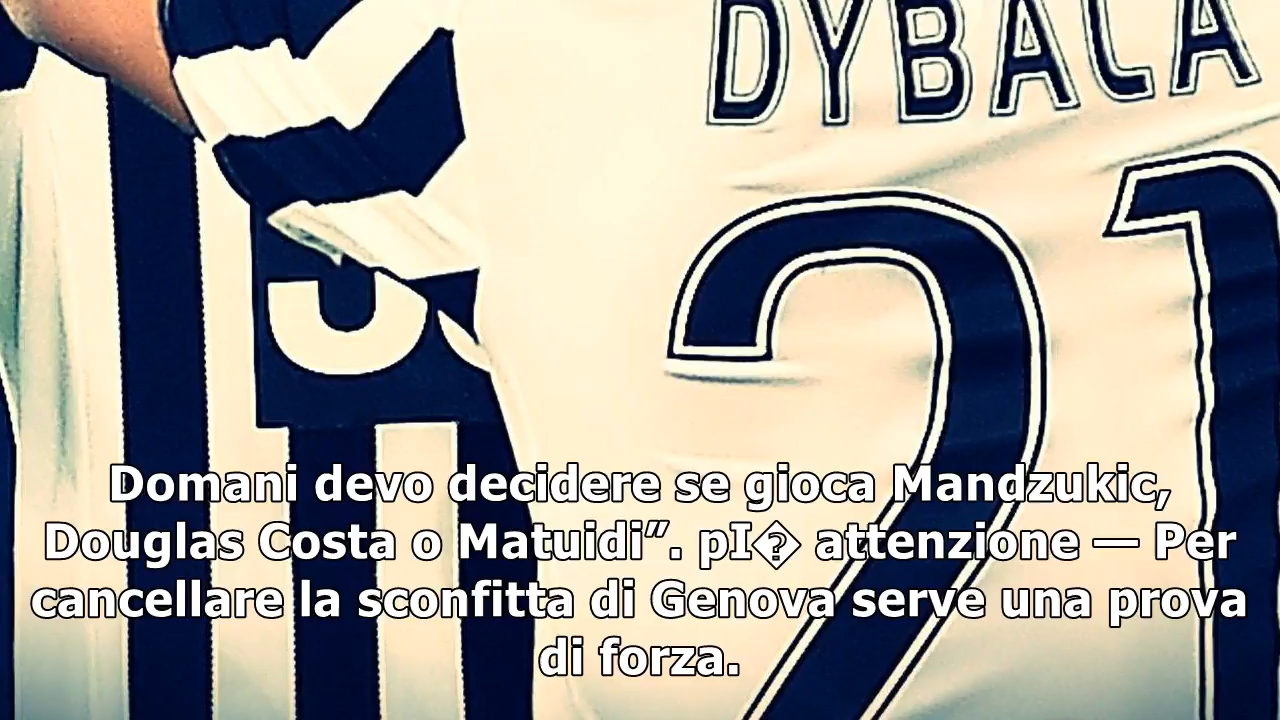 DYBALA
21
Domani devo decidere se gioca Mandzukic,
Douglas Costa o Matuidi”. pI� attenzione — Per
cancellare la sconfitta di Genova serve una prova
di forza.